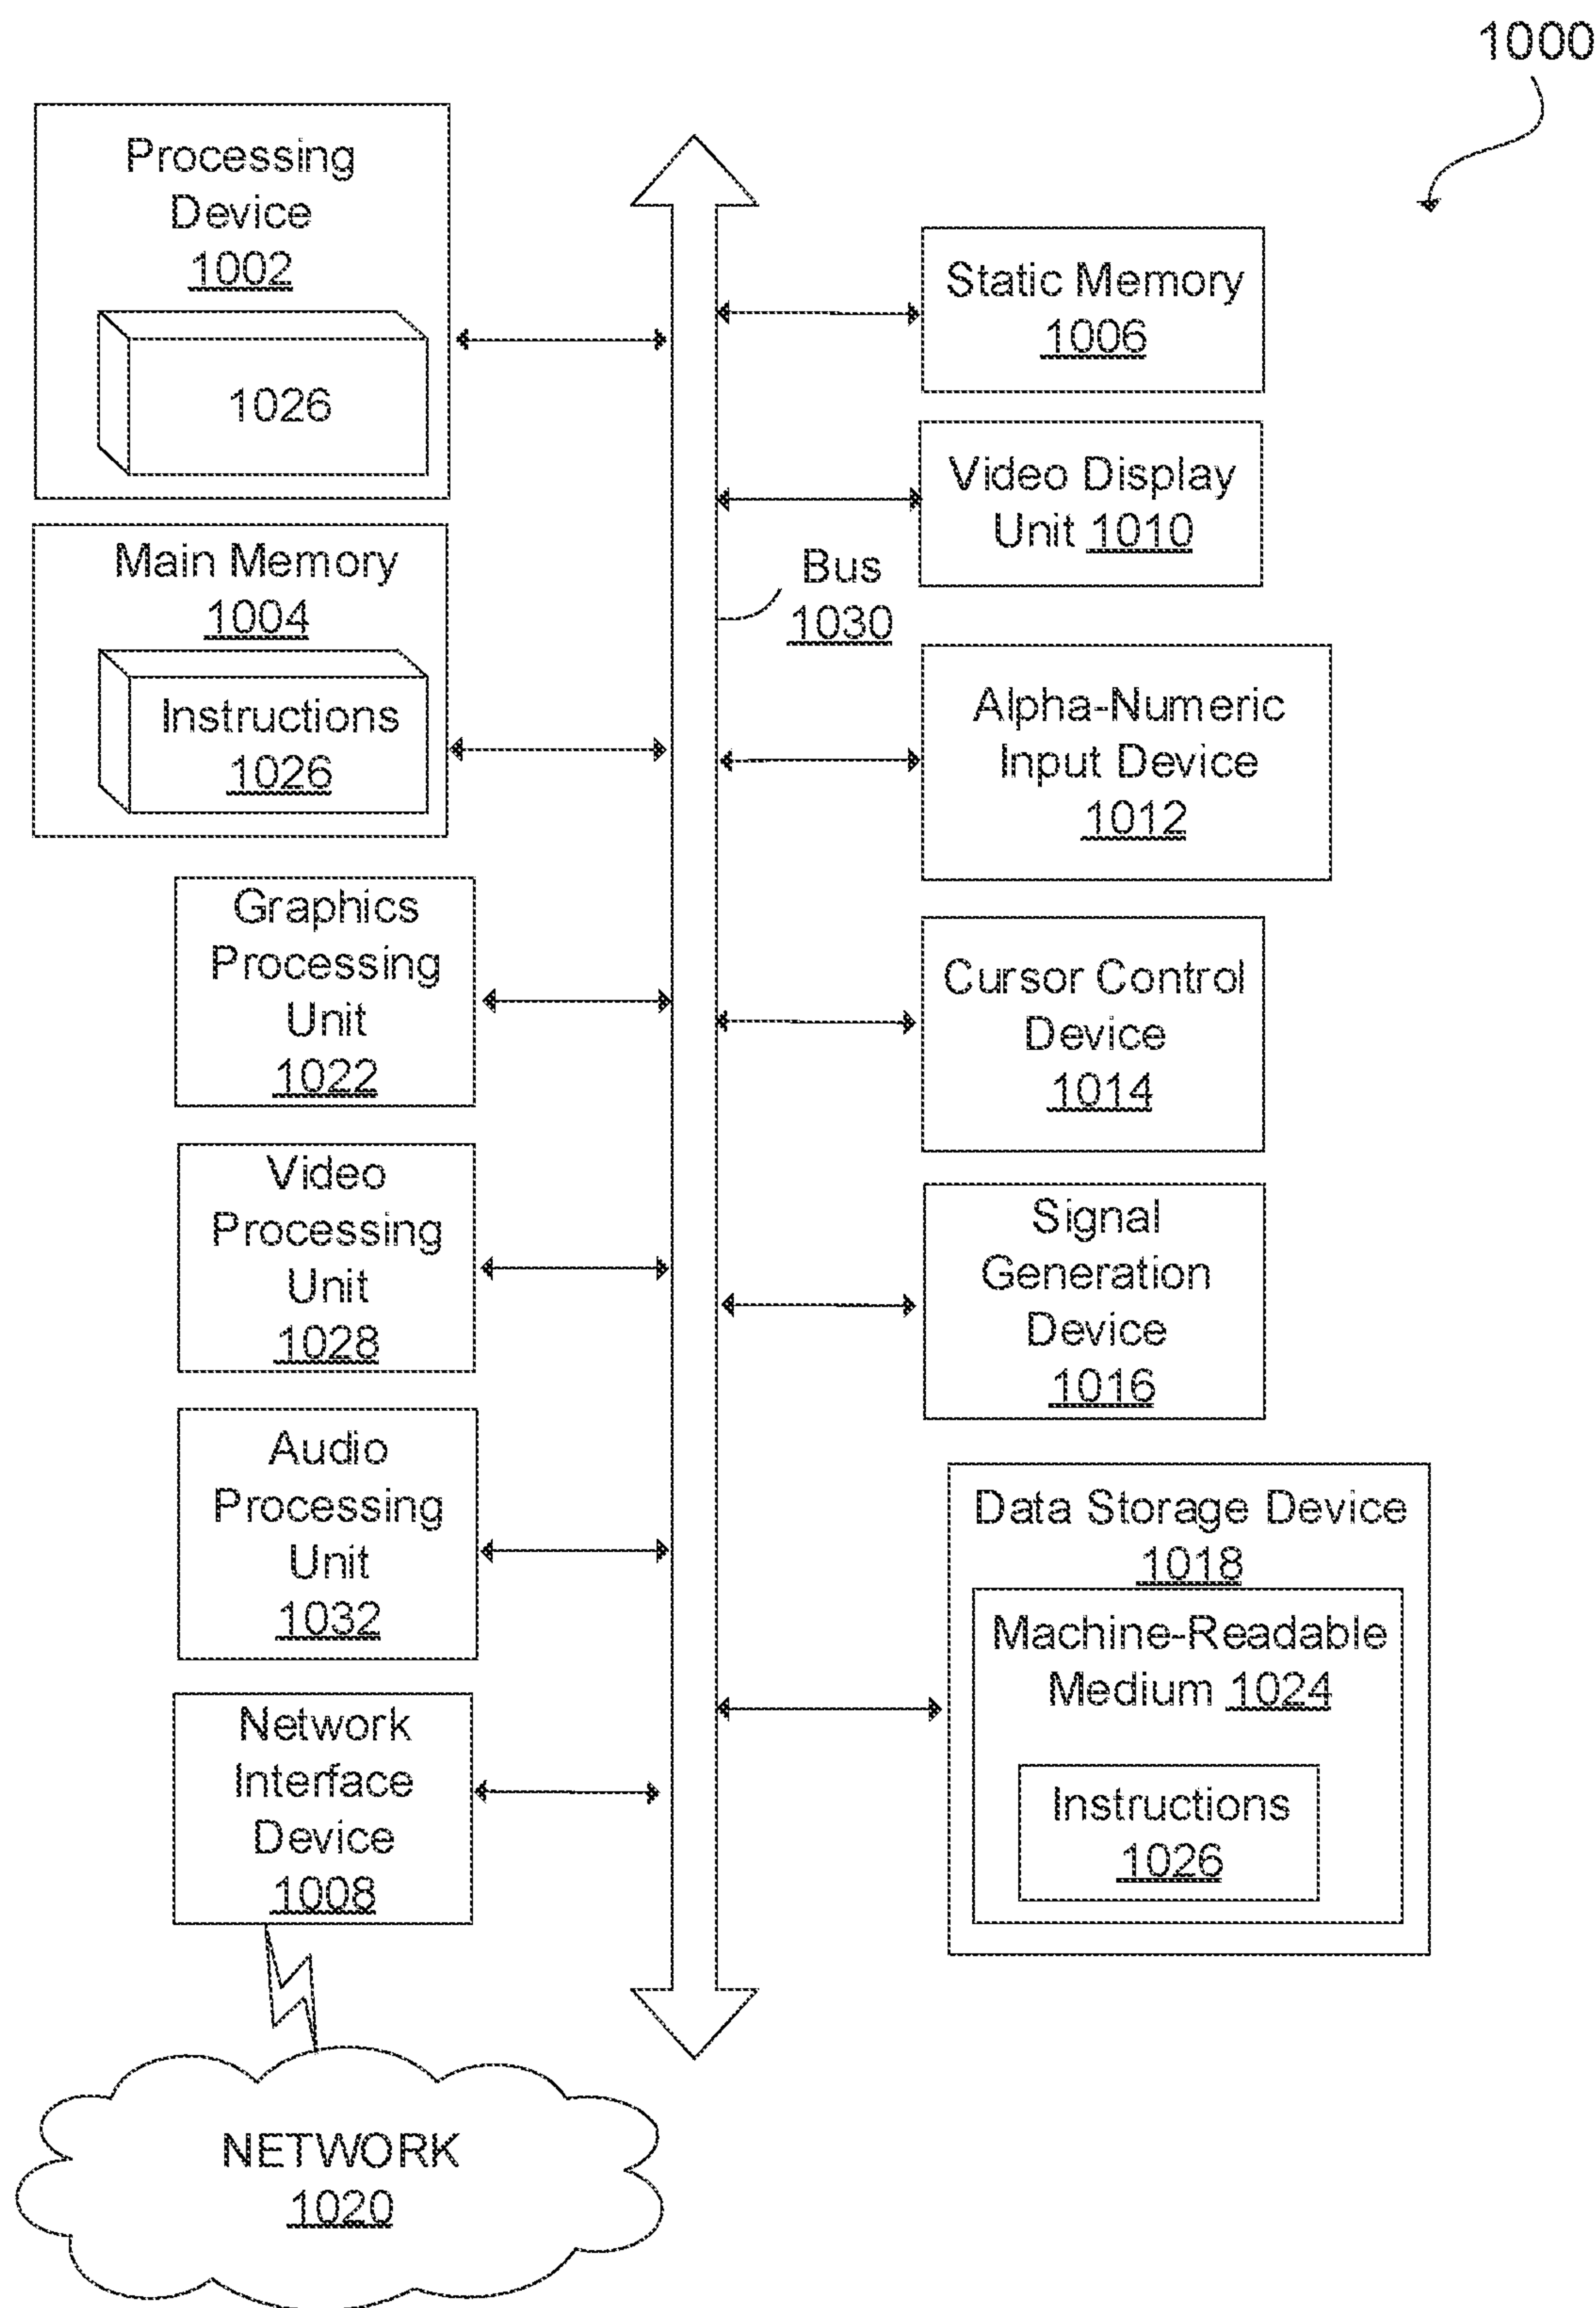 1000
Processing
Device
1002
1026
Main Memory
1004
Instructions
1026
Graphics
Processing
Unit
1022
Video
Processing
Unit
1028
Audio
Processing
Unit
1032
Network
Interface
Device
1008
NETWORK
1020
Bus
1030
Static Memory
1006
Video Display
Unit 1010
Alpha-Numeric
Input Device
1012
Cursor Control
Device
1014
Signal
Generation
Device
1016
Data Storage Device
1018
Machine-Readable
Medium 1024
Instructions
1026